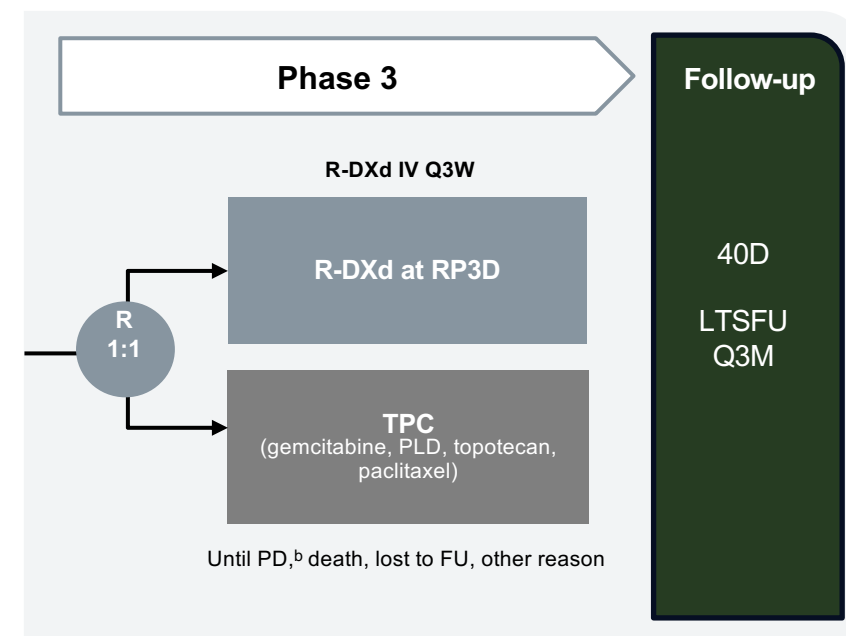 Phase 3
Follow-up
R-DXd IV Q3W
R-DXd at RP3D
R
1:1
TPC
(gemcitabine, PLD, topotecan,
paclitaxel)
Until PD,ᵇ death, lost to FU, other reason
40D
LTSFU
Q3M